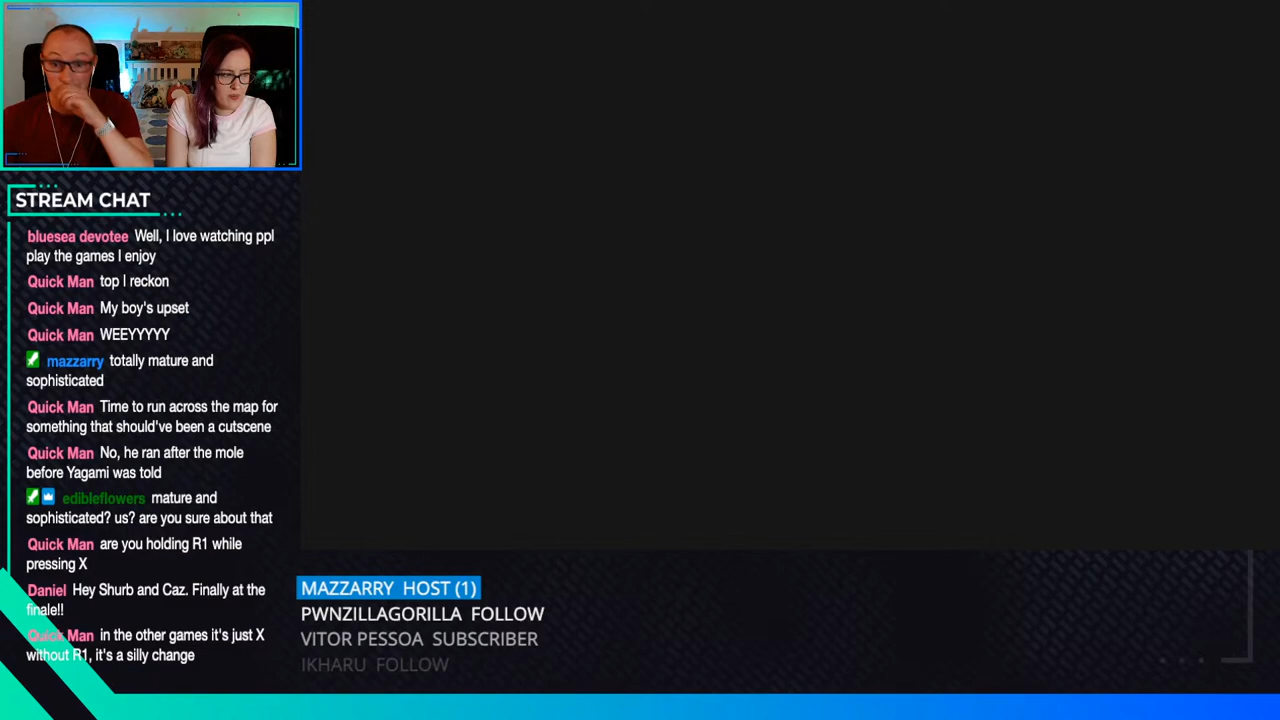 STREAM CHAT
bluesea devotee Well, I love watching ppl
play the games I enjoy
Quick Man top I reckon
Quick Man My boy's upset
Quick Man WEEYYYYY
mazzarry totally mature and
sophisticated
Quick Man Time to run across the map for
something that should've been a cutscene
Quick Man No, he ran after the mole
before Yagami was told
edibleflowers mature and
sophisticated? us? are you sure about that
Quick Man are you holding R1 while
pressing X
Daniel Hey Shurb and Caz. Finally at the
finale!!
Quick Man in the other games it's just X
without R1, it's a silly change
MAZZARRY HOST (1)
PWNZILLAGORILLA FOLLOW
VITOR PESSOA SUBSCRIBER
IKHARU FOLLOW